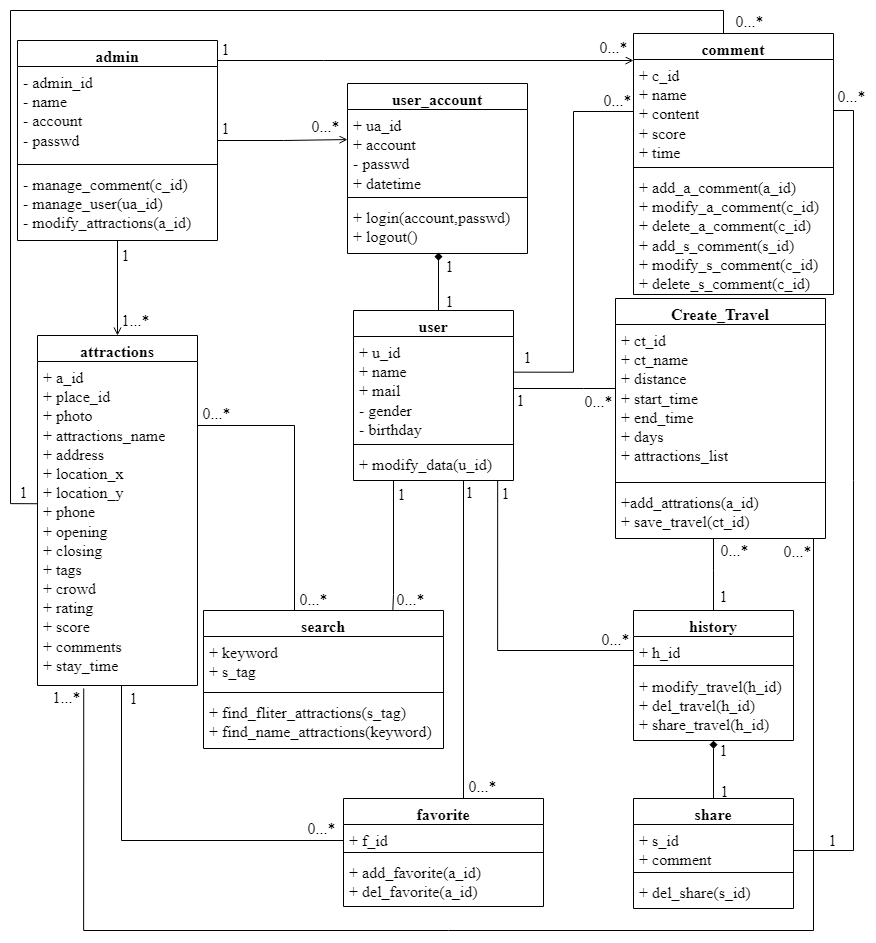 admin
- admin_id
- name
- account
- passwd
- manage_comment(c_id)
- manage_user(ua_id)
- modify_attractions(a_id)
1
0...*
1
0...*
1
1...*
user_account
+ ua_id
+ account
- passwd
+ datetime
+ login(account,passwd)
+ logout()
1
1
0...*
comment
+ c_id
+ name
+ content
+ score
+ time
+ add_a_comment(a_id)
+ modify_a_comment(c_id)
+ delete_a_comment(c_id)
+ add_s_comment(s_id)
+ modify_s_comment(c_id)
+ delete_s_comment(c_id)
0...*
0...*
user
+ u_id
+ name
+ mail
- gender
- birthday
+ modify_data(u_id)
1
1
0...*
1
1
1
Create_Travel
+ ct_id
+ ct_name
+ distance
+ start_time
+ end_time
+ days
+ attractions_list
+add_attrations(a_id)
+ save_travel(ct_id)
0...*
0...*
1
attractions
+ a_id
+ place_id
+ photo
+ attractions_name
+ address
+ location_x
+ location_y
+ phone
+ opening
+ closing
+ tags
+ crowd
+ rating
+ score
+ comments
+ stay_time
1
0...*
1...*
1
0...*
0...*
search
+ keyword
+ s_tag
+ find_fliter_attractions(s_tag)
+ find_name_attractions(keyword)
0...*
history
+ h_id
+ modify_travel(h_id)
+ del_travel(h_id)
+ share_travel(h_id)
1
1
0...*
0...*
favorite
+ f_id
+ add_favorite(a_id)
+ del_favorite(a_id)
share
+ s_id
+ comment
+ del_share(s_id)
1